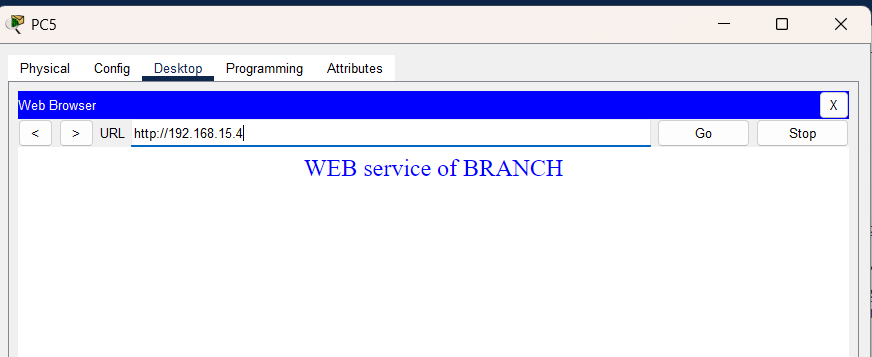 PC5
Physical Config Desktop Programming Attributes
Web Browser X
< > URL http://192.168.15.4 Go Stop
WEB service of BRANCH